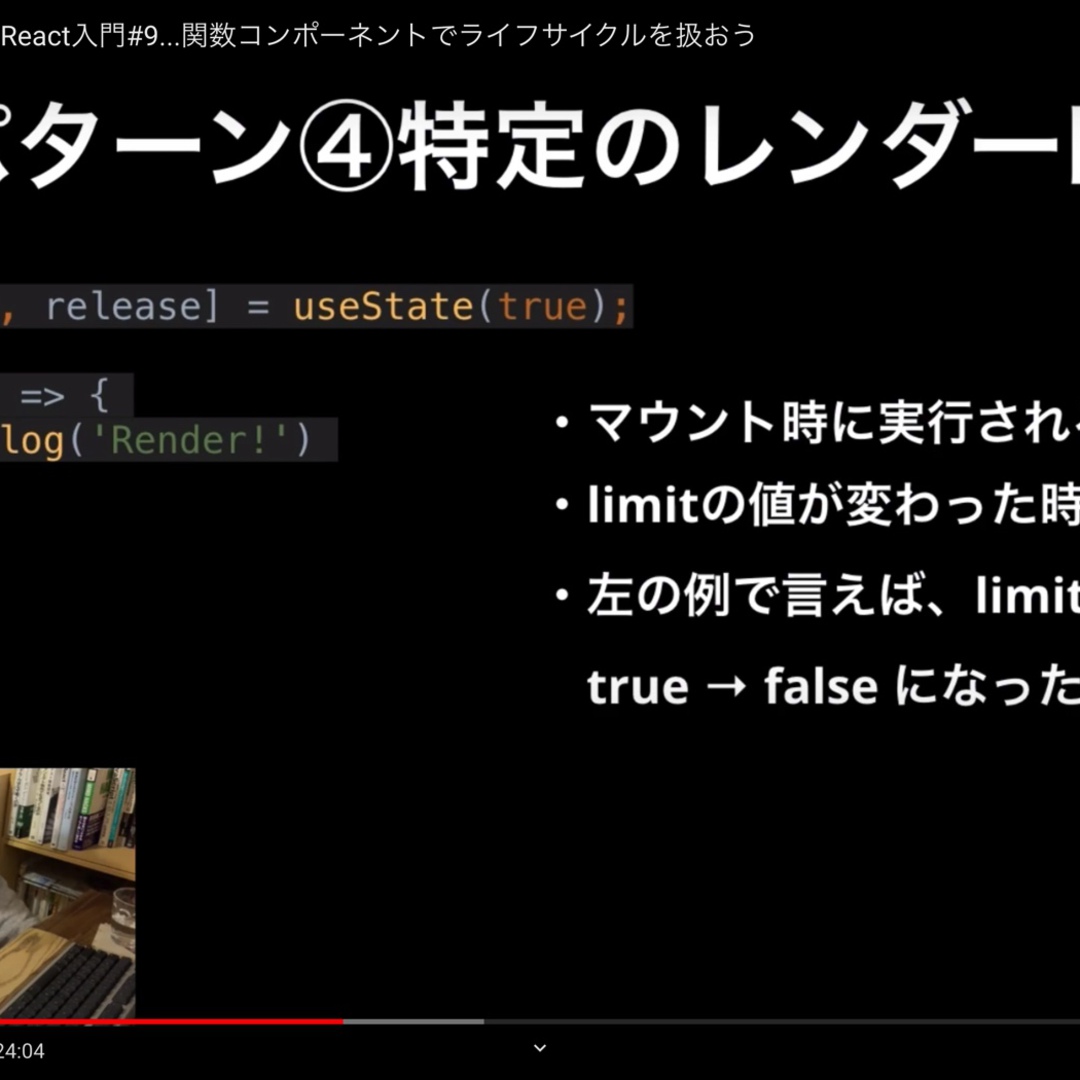 React入門#9...関数コンポーネントでライフサイクルを扱おう
パターン④特定のレンダー
, release] = useState(true);
=> {
log('Render!')
・マウント時に実行され
・limitの値が変わった時
・左の例で言えば、limit
true → false になった
24:04